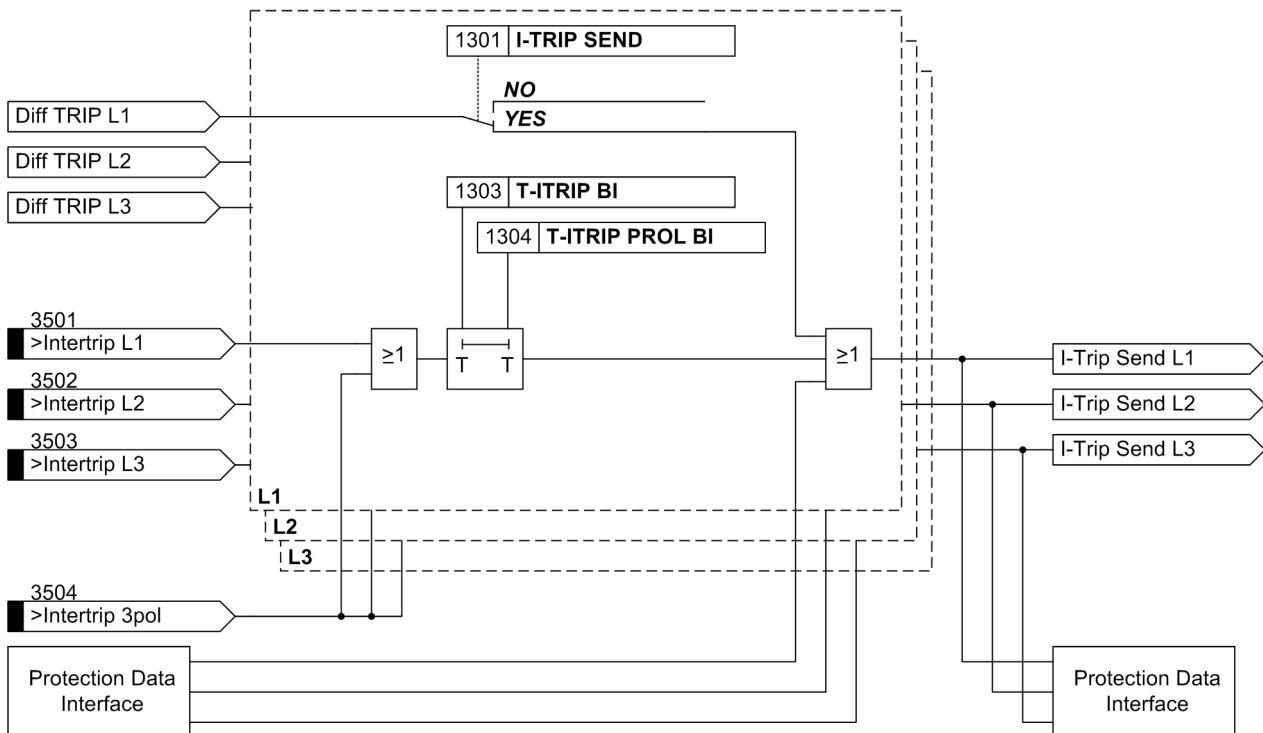 1301 I-TRIP SEND
NO
Diff TRIP L1
YES
Diff TRIP L2
1303 T-ITRIP BI
Diff TRIP L3
1304 T-ITRIP PROL BI
3501
>Intertrip L1
≥1
T T
≥1
I-Trip Send L1
3502
>Intertrip L2
I-Trip Send L2
3503
>Intertrip L3
I-Trip Send L3
L1
L2
L3
3504
>Intertrip 3pol
Protection Data
Interface
Protection Data
Interface